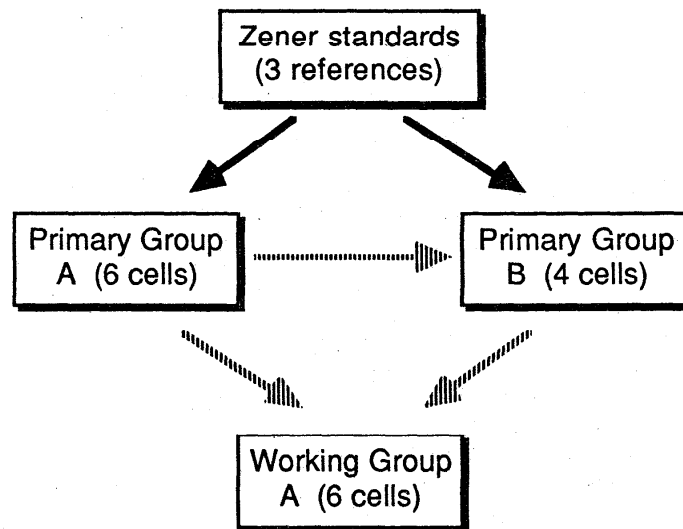 Zener standards
(3 references)
Primary Group
A (6 cells)
Primary Group
B (4 cells)
Working Group
A (6 cells)